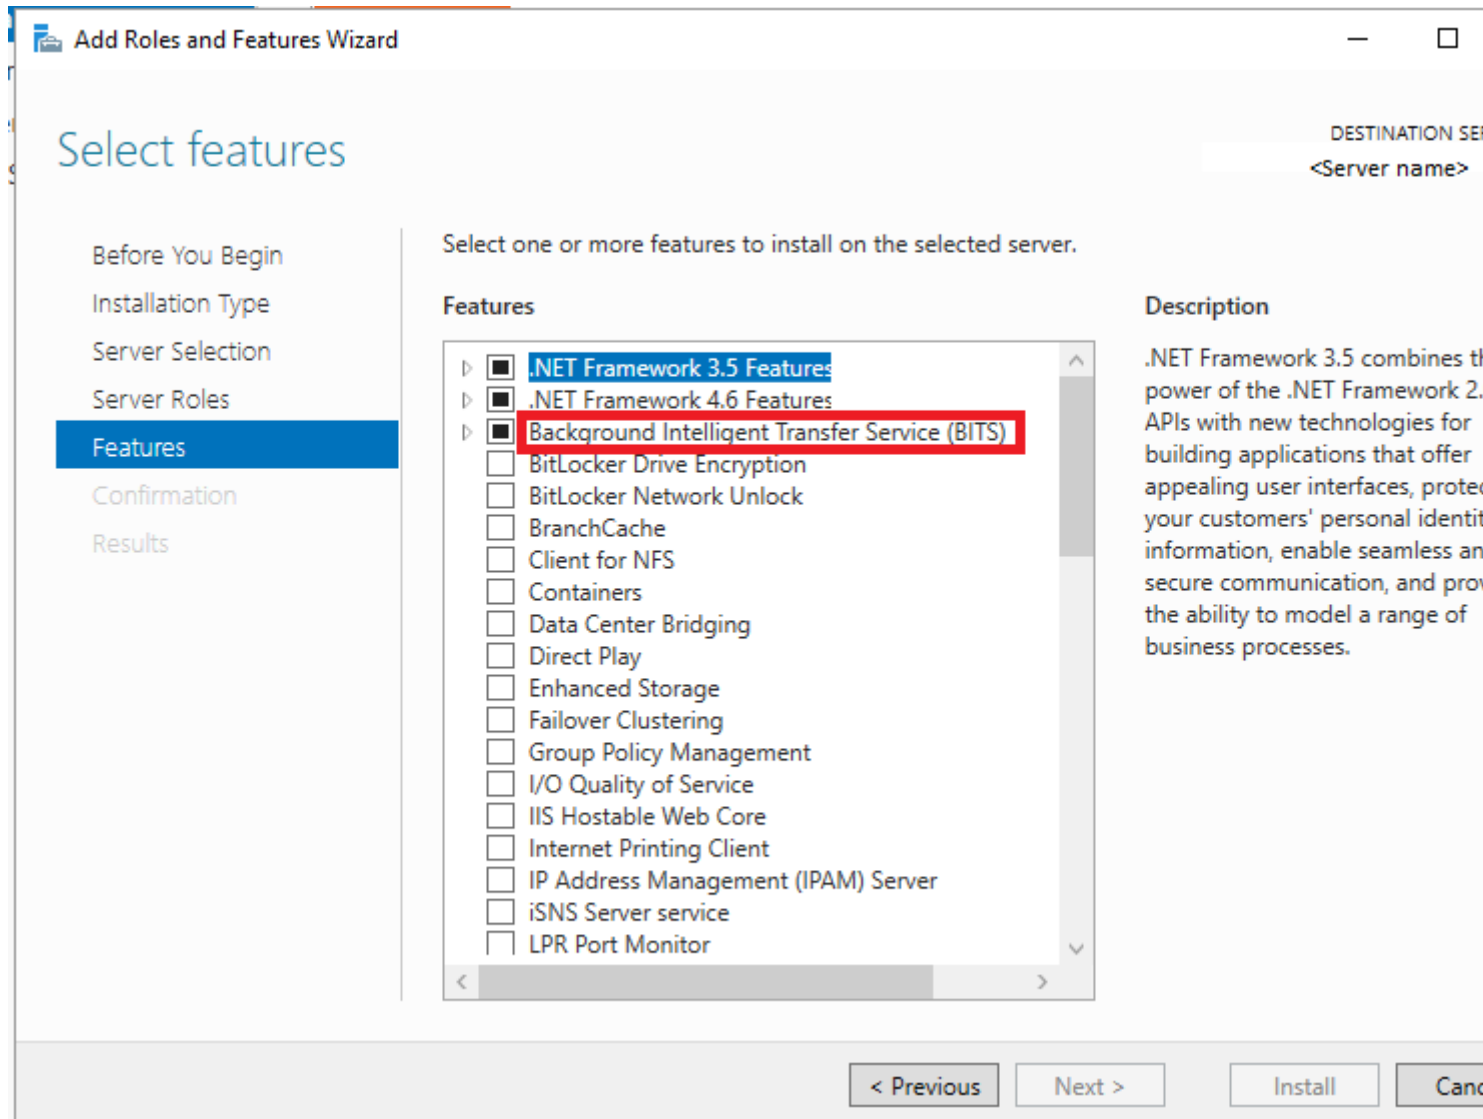 Add Roles and Features Wizard
Select features
DESTINATION SE
<Server name>
Before You Begin
Installation Type
Server Selection
Server Roles
Features
Confirmation
Results
Select one or more features to install on the selected server.
Features
.NET Framework 3.5 Features
.NET Framework 4.6 Features
Background Intelligent Transfer Service (BITS)
BitLocker Drive Encryption
BitLocker Network Unlock
BranchCache
Client for NFS
Containers
Data Center Bridging
Direct Play
Enhanced Storage
Failover Clustering
Group Policy Management
I/O Quality of Service
IIS Hostable Web Core
Internet Printing Client
IP Address Management (IPAM) Server
iSNS Server service
LPR Port Monitor
Description
.NET Framework 3.5 combines t
power of the .NET Framework 2.
APIs with new technologies for
building applications that offer
appealing user interfaces, protec
your customers' personal identit
information, enable seamless an
secure communication, and prov
the ability to model a range of
business processes.
< Previous
Next >
Install
Canc